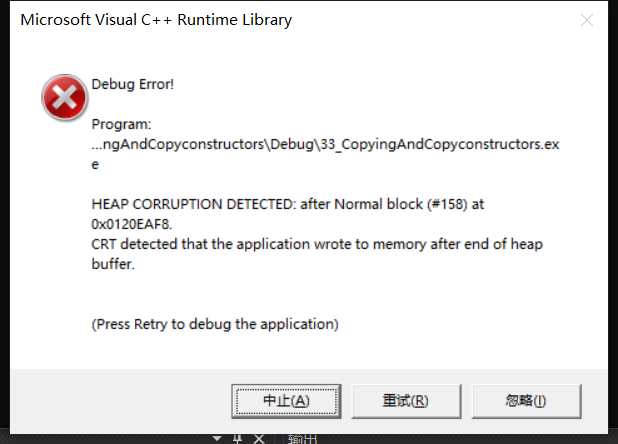 Microsoft Visual C++ Runtime Library
Debug Error!
Program:
...ngAndCopyconstructors\Debug\33_CopyingAndCopyconstructors.ex
e
HEAP CORRUPTION DETECTED: after Normal block (#158) at
0x0120EAF8.
CRT detected that the application wrote to memory after end of heap
buffer.
(Press Retry to debug the application)
中止(A) 重试(R) 忽略(I)
输出